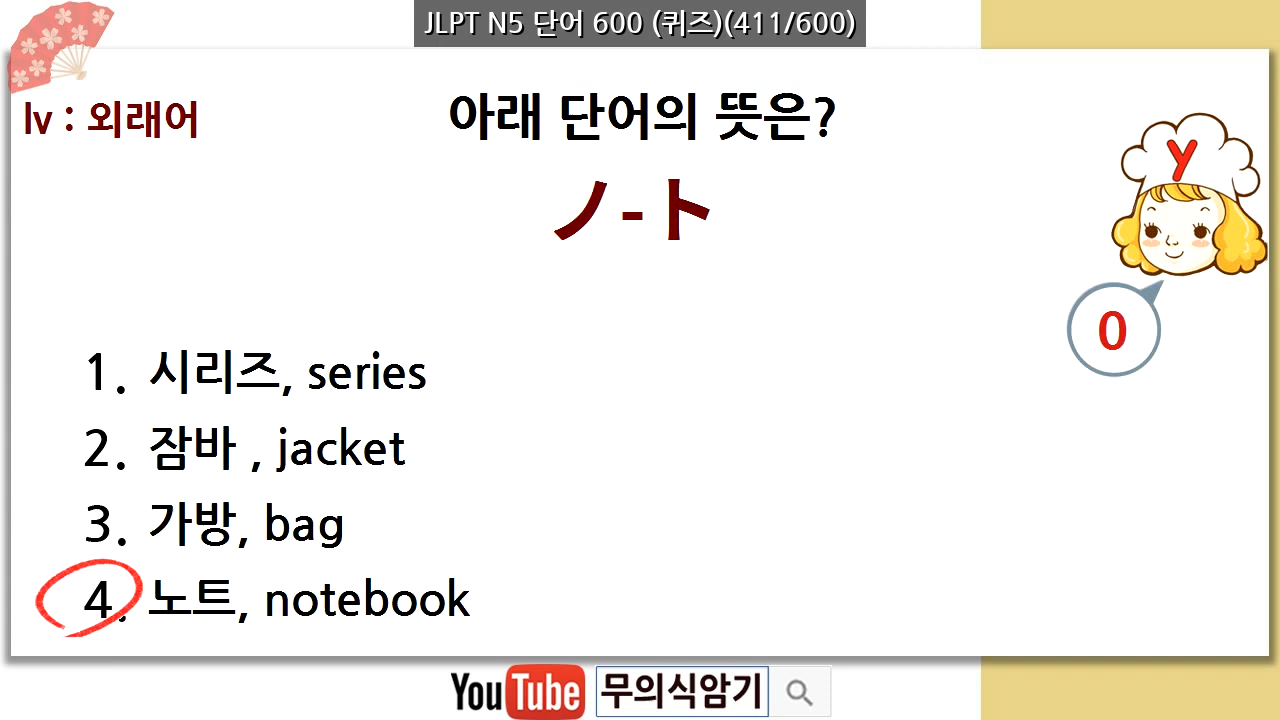 JLPT N5 단어 600 (퀴즈)(411/600)
lv : 외래어
아래 단어의 뜻은?
ノ-ト
Y
0
1. 시리즈, series
2. 잠바 , jacket
3. 가방, bag
4. 노트, notebook
YouTube 무의식암기